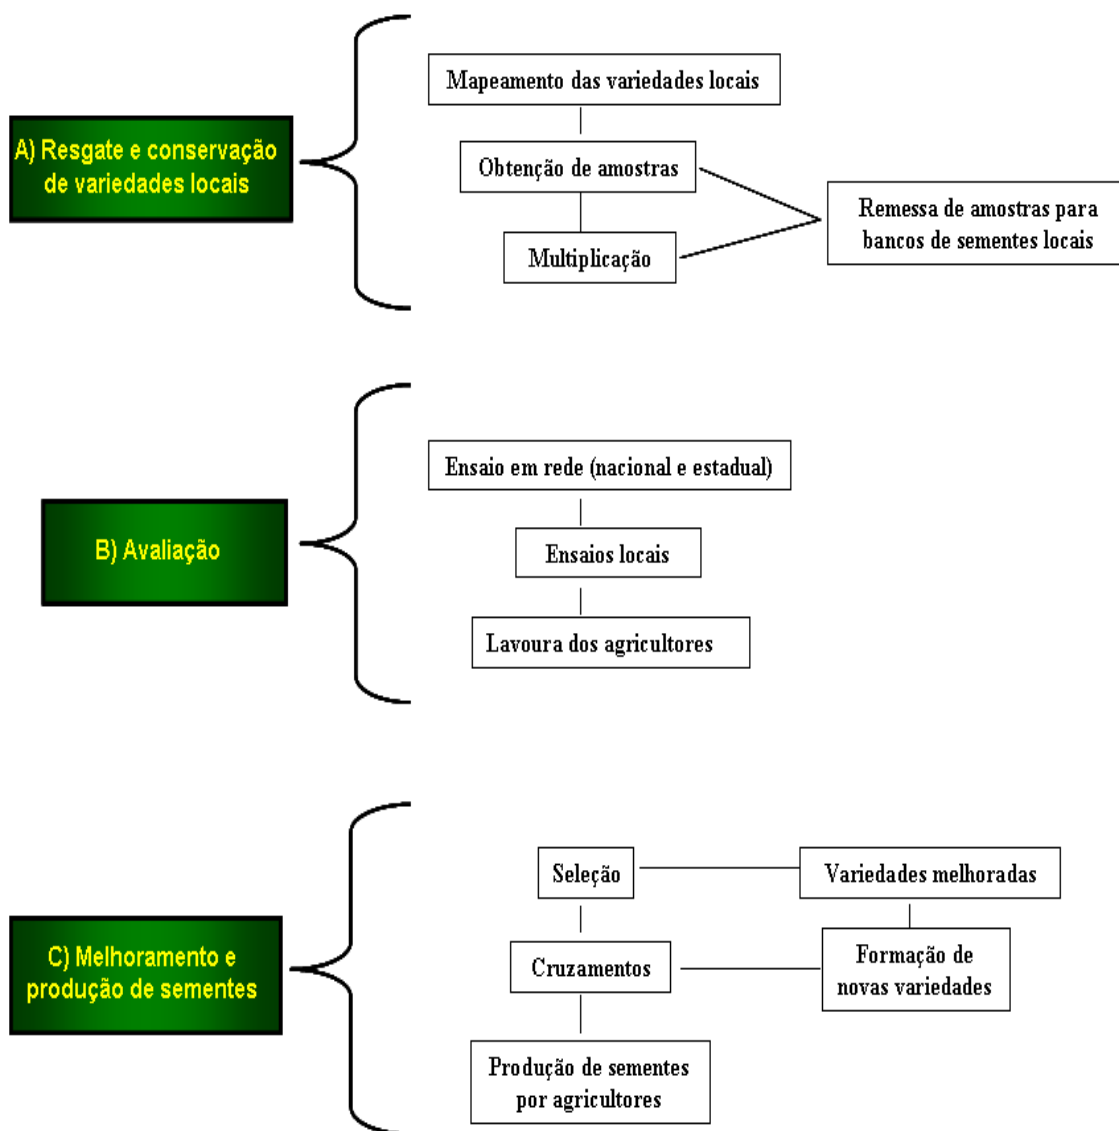 A) Resgate e conservação
de variedades locais
Mapeamento das variedades locais
Obtenção de amostras
Multiplicação
Remessa de amostras para
bancos de sementes locais
B) Avaliação
Ensaio em rede (nacional e estadual)
Ensaios locais
Lavoura dos agricultores
C) Melhoramento e
produção de sementes
Seleção
Variedades melhoradas
Cruzamentos
Formação de
novas variedades
Produção de sementes
por agricultores